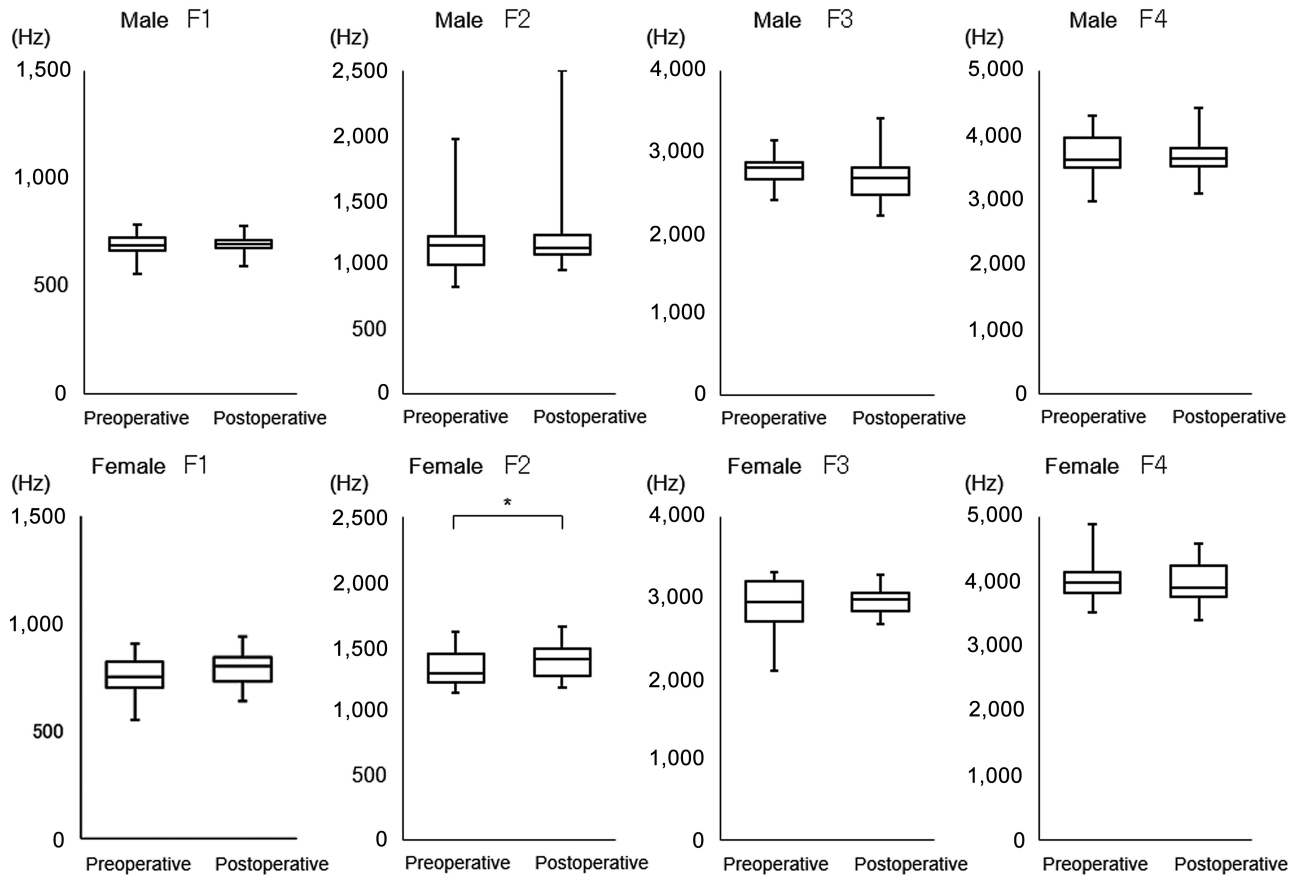 Male F1
(Hz)
1,500
1,000
500
0
Preoperative Postoperative
Male F2
(Hz)
2,500
2,000
1,500
1,000
500
0
Preoperative Postoperative
Male F3
(Hz)
4,000
3,000
2,000
1,000
0
Preoperative Postoperative
Male F4
(Hz)
5,000
4,000
3,000
2,000
1,000
0
Preoperative Postoperative
Female F1
(Hz)
1,500
1,000
500
0
Preoperative Postoperative
Female F2
(Hz)
*
2,500
2,000
1,500
1,000
500
0
Preoperative Postoperative
Female F3
(Hz)
4,000
3,000
2,000
1,000
0
Preoperative Postoperative
Female F4
(Hz)
5,000
4,000
3,000
2,000
1,000
0
Preoperative Postoperative